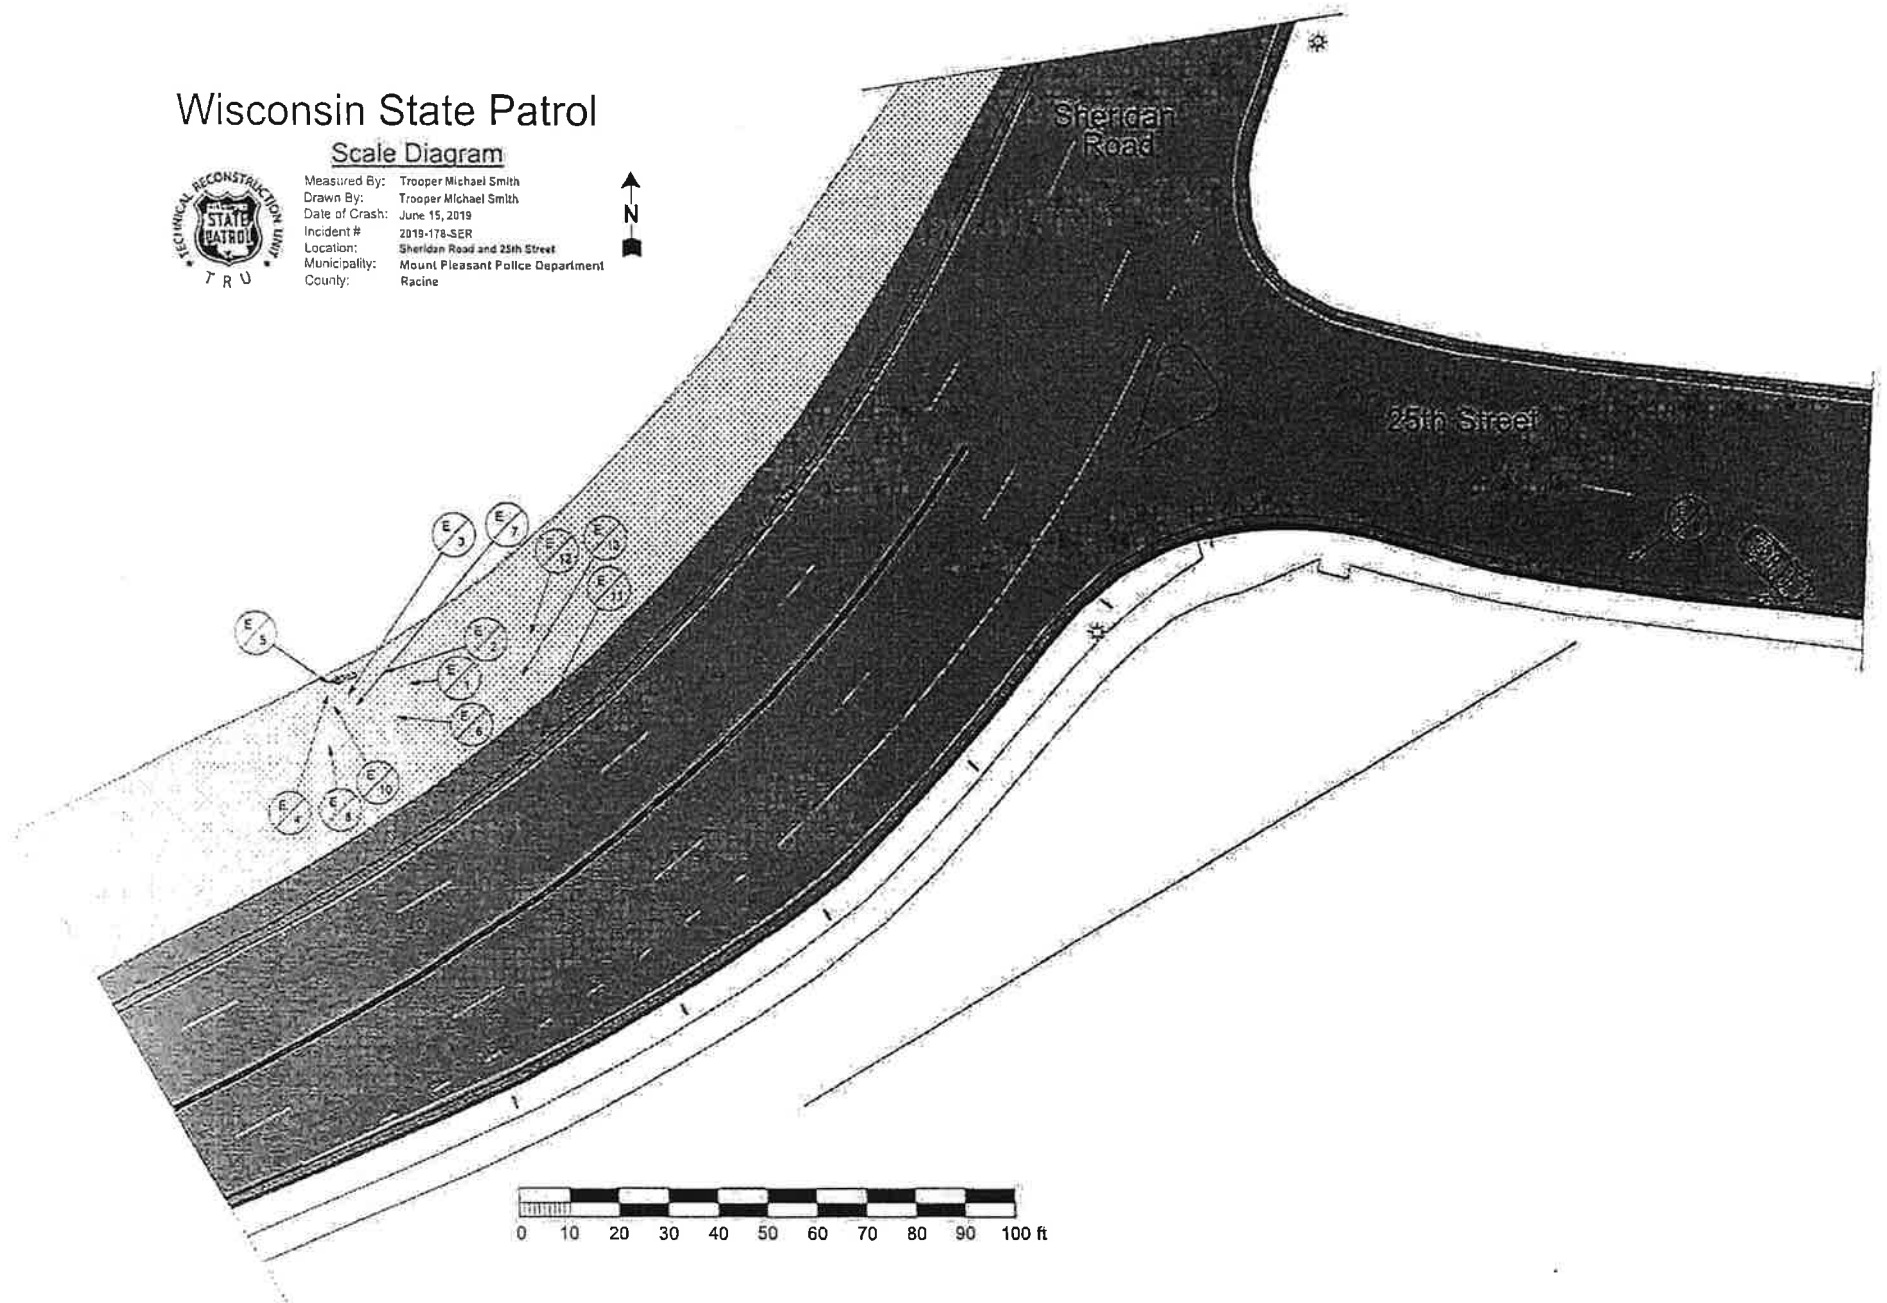 Wisconsin State Patrol
Scale Diagram
TECHNICAL RECONSTRUCTION UNIT
STATE
PATROL
T R U
Measured By: Trooper Michael Smith
Drawn By: Trooper Michael Smith
Date of Crash: June 15, 2019
Incident # 2019-178-SER
Location: Sheridan Road and 25th Street
Municipality: Mount Pleasant Police Department
County: Racine
N
Sheridan
Road
25th Street
E 3
E 7
E 12
E
E 11
E 5
E 2
E 1
E 6
E 10
E 4
E 8
0 10 20 30 40 50 60 70 80 90 100 ft